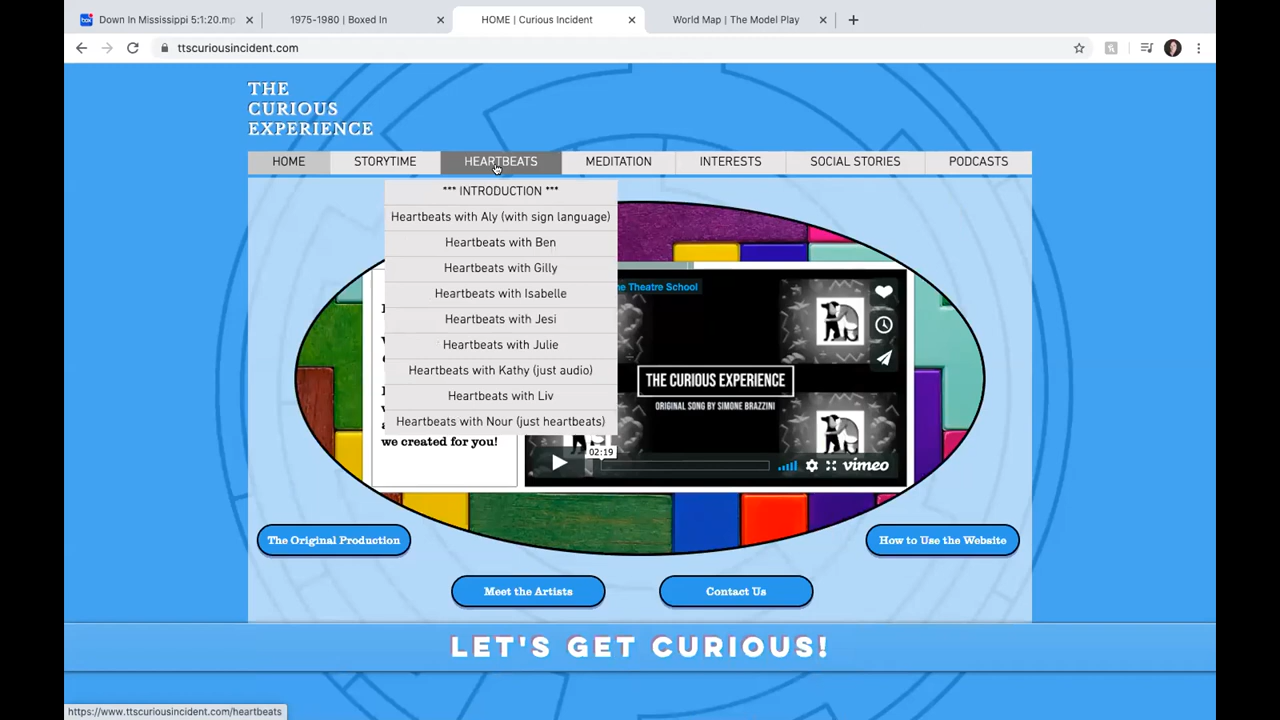 Down In Mississippi 5:1:20.mp
1975-1980 | Boxed In
HOME | Curious Incident
World Map | The Model Play
ttscuriousincident.com
THE
CURIOUS
EXPERIENCE
HOME
STORYTIME
HEARTBEATS
MEDITATION
INTERESTS
SOCIAL STORIES
PODCASTS
*** INTRODUCTION ***
Heartbeats with Aly (with sign language)
Heartbeats with Ben
Heartbeats with Gilly
Heartbeats with Isabelle
Heartbeats with Jesi
Heartbeats with Julie
Heartbeats with Kathy (just audio)
Heartbeats with Liv
Heartbeats with Nour (just heartbeats)
we created for you!
Theatre School
THE CURIOUS EXPERIENCE
ORIGINAL SONG BY SIMONE BRAZZINI
02:19
vimeo
The Original Production
How to Use the Website
Meet the Artists
Contact Us
LET'S GET CURIOUS!
https://www.ttscuriousincident.com/heartbeats